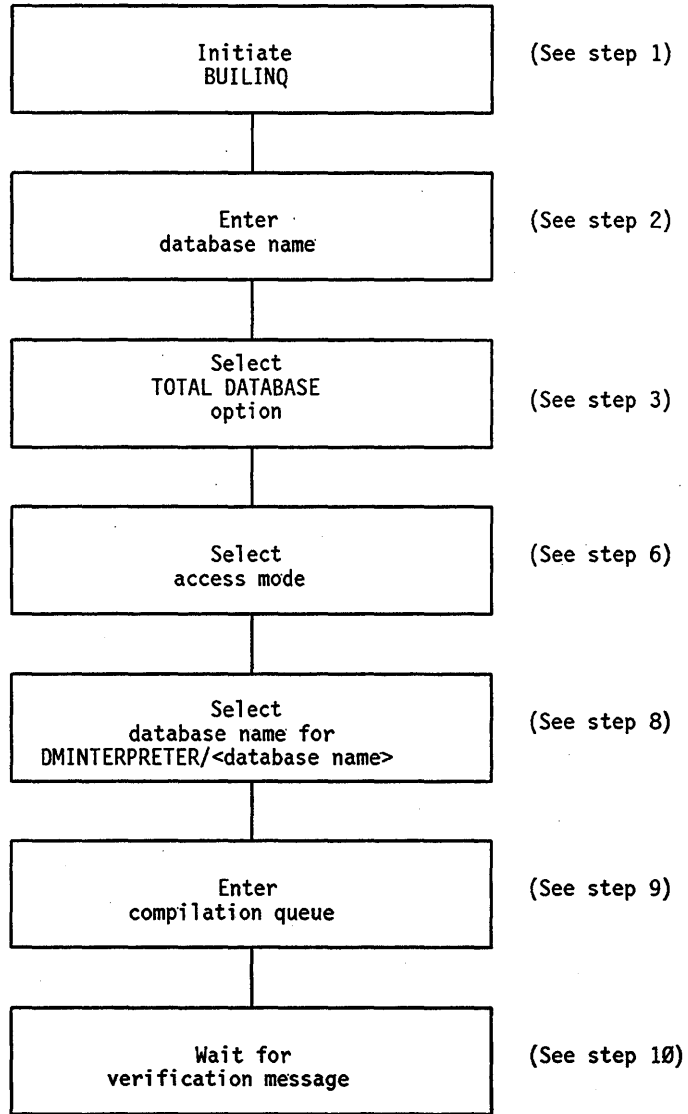 Initiate
BUILINQ
(See step 1)
Enter
database name
(See step 2)
Select
TOTAL DATABASE
option
(See step 3)
Select
access mode
(See step 6)
Select
database name for
DMINTERPRETER/<database name>
(See step 8)
Enter
compilation queue
(See step 9)
Wait for
verification message
(See step 10)